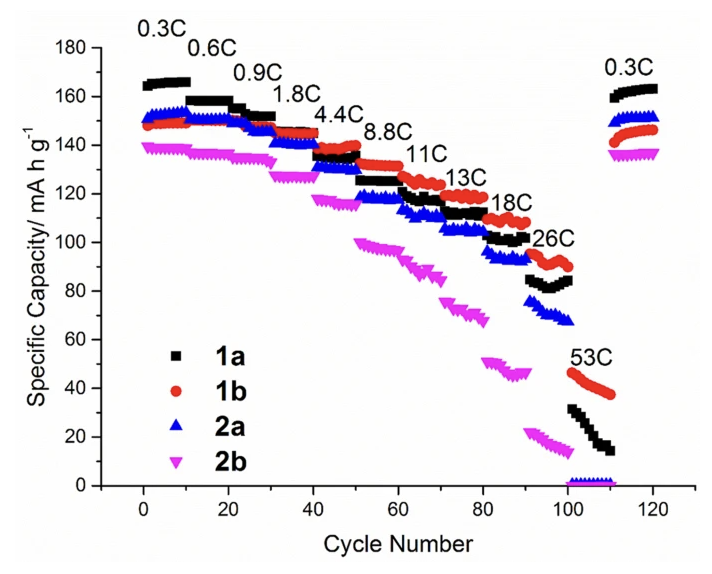 0.3C
0.6C
0.9C
1.8C
4.4C
8.8C
11C
13C
18C
26C
53C
0.3C
180
160
140
120
100
80
60
40
20
0
Specific Capacity/ mA h g⁻¹
1a
1b
2a
2b
0 20 40 60 80 100 120
Cycle Number